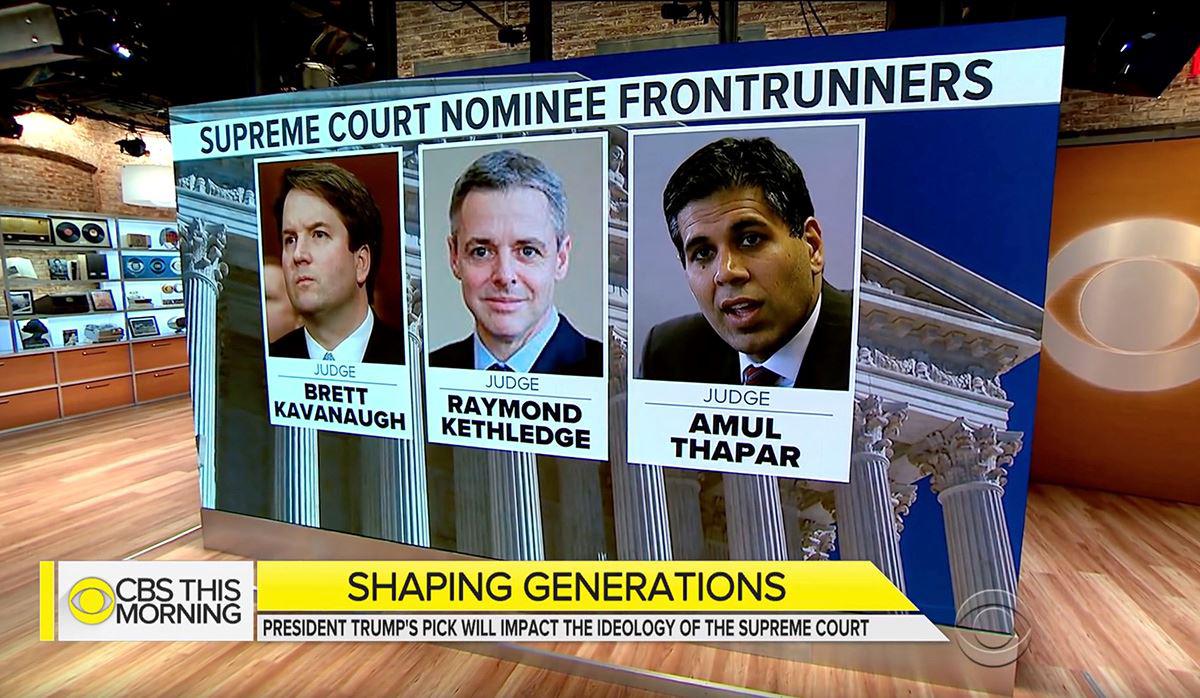 SUPREME COURT NOMINEE FRONTRUNNERS
JUDGE
BRETT
KAVANAUGH
JUDGE
RAYMOND
KETHLEDGE
JUDGE
AMUL
THAPAR
CBS THIS
MORNING
SHAPING GENERATIONS
PRESIDENT TRUMP'S PICK WILL IMPACT THE IDEOLOGY OF THE SUPREME COURT